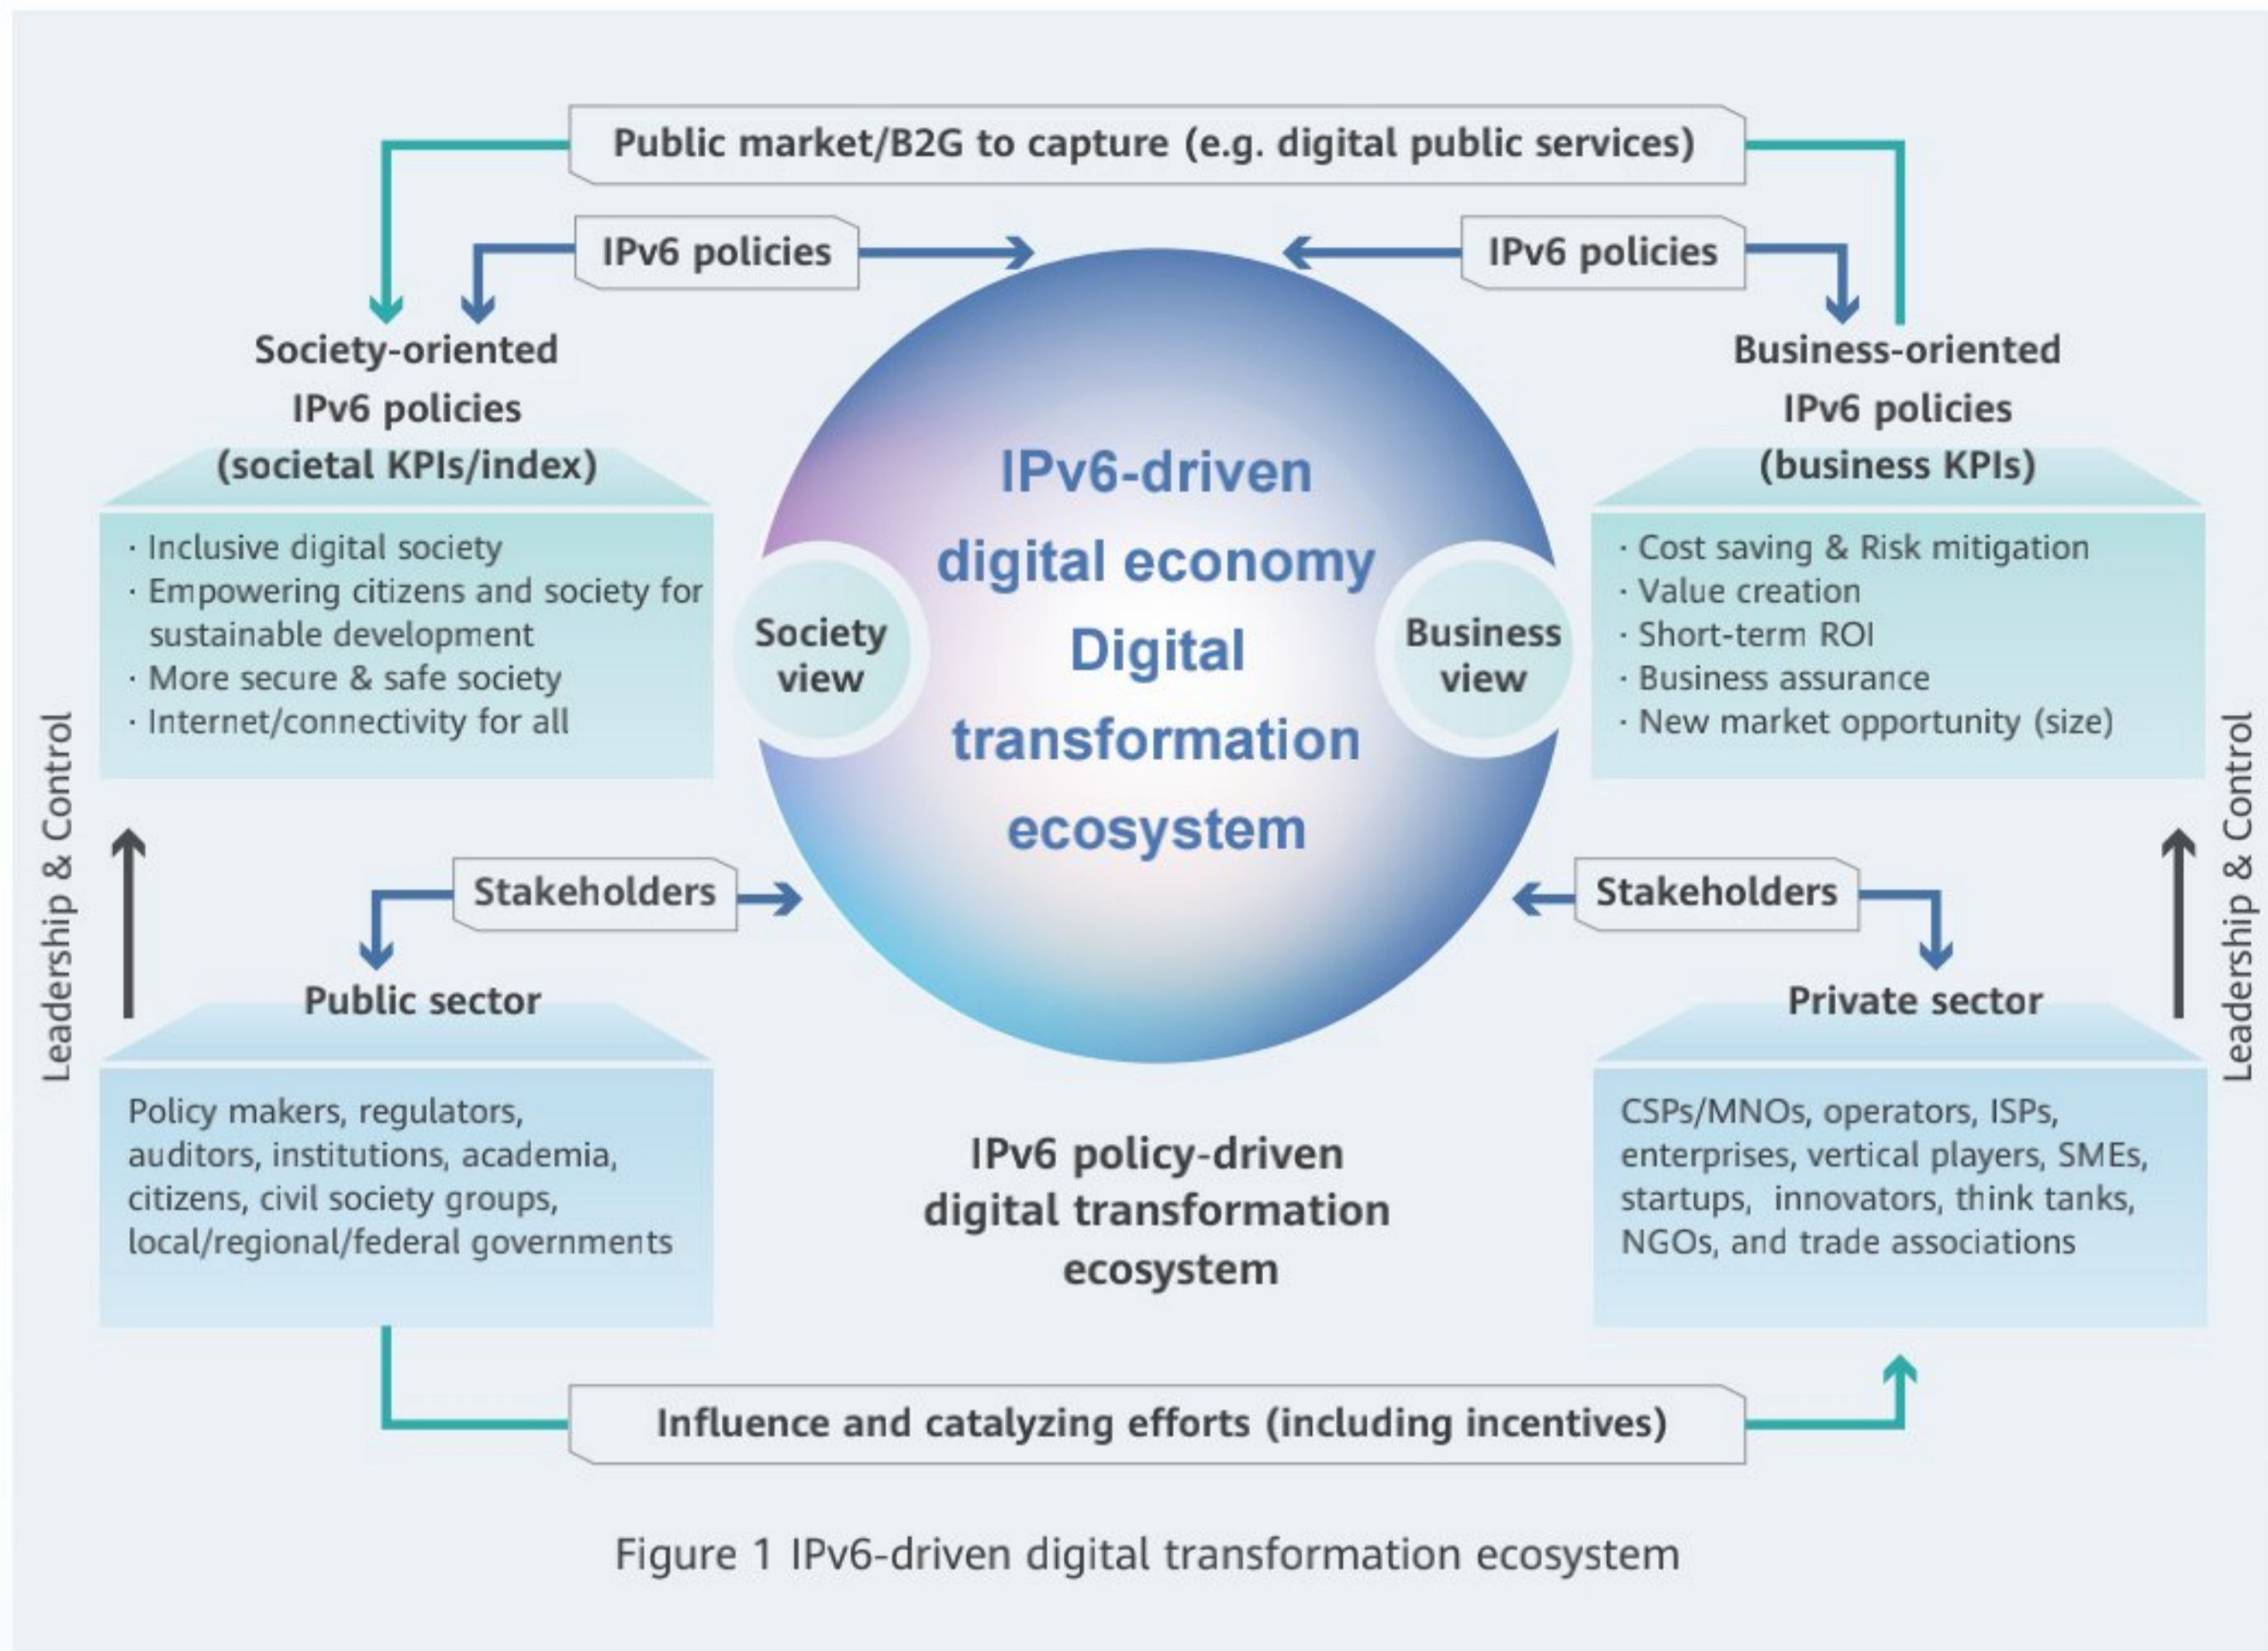 Public market/B2G to capture (e.g. digital public services)
IPv6 policies
IPv6 policies
Society-oriented
IPv6 policies
(societal KPIs/index)
· Inclusive digital society
· Empowering citizens and society for
sustainable development
· More secure & safe society
· Internet/connectivity for all
Society
view
IPv6-driven
digital economy
Digital
transformation
ecosystem
Business
view
Business-oriented
IPv6 policies
(business KPIs)
· Cost saving & Risk mitigation
· Value creation
· Short-term ROI
· Business assurance
· New market opportunity (size)
Leadership & Control
Leadership & Control
Stakeholders
Stakeholders
Public sector
Policy makers, regulators,
auditors, institutions, academia,
citizens, civil society groups,
local/regional/federal governments
IPv6 policy-driven
digital transformation
ecosystem
Private sector
CSPs/MNOs, operators, ISPs,
enterprises, vertical players, SMEs,
startups, innovators, think tanks,
NGOs, and trade associations
Influence and catalyzing efforts (including incentives)
Figure 1 IPv6-driven digital transformation ecosystem